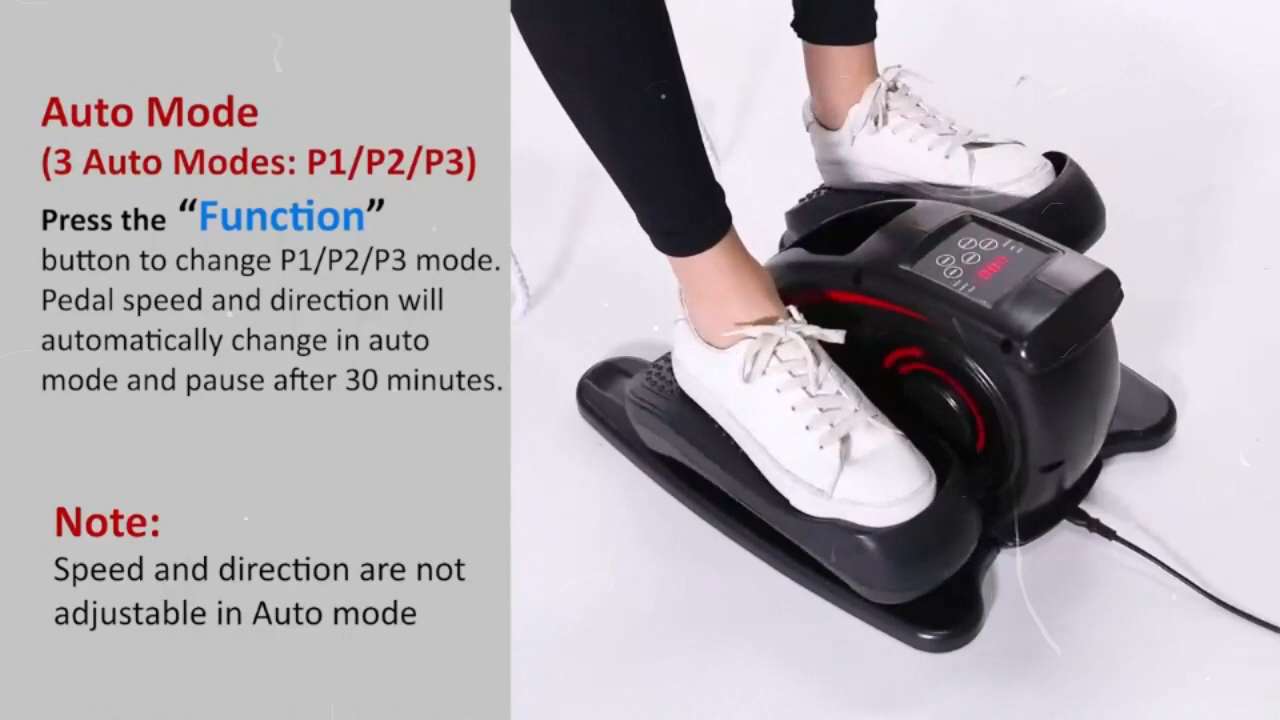 Auto Mode
(3 Auto Modes: P1/P2/P3)
Press the “Function”
button to change P1/P2/P3 mode.
Pedal speed and direction will
automatically change in auto
mode and pause after 30 minutes.
Note:
Speed and direction are not
adjustable in Auto mode